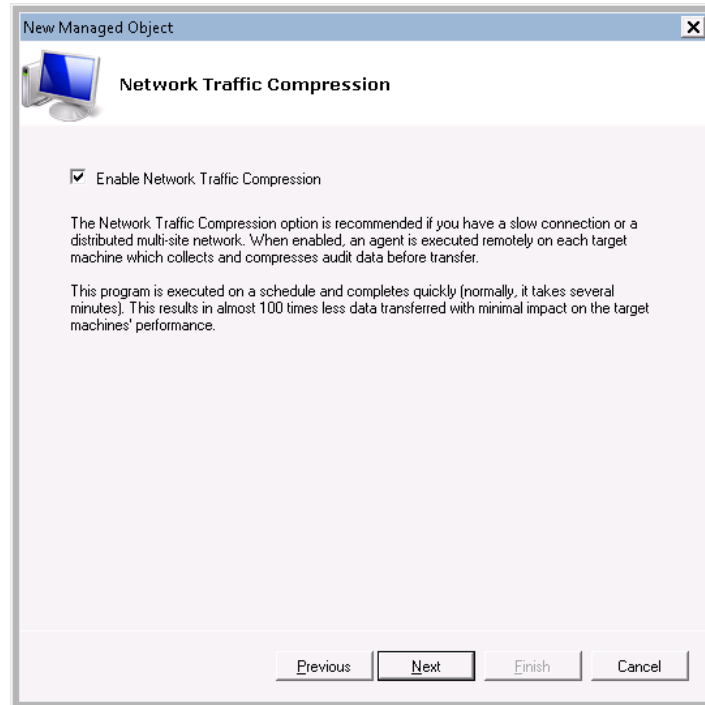 New Managed Object
Network Traffic Compression
Enable Network Traffic Compression
The Network Traffic Compression option is recommended if you have a slow connection or a
distributed multi-site network. When enabled, an agent is executed remotely on each target
machine which collects and compresses audit data before transfer.
This program is executed on a schedule and completes quickly (normally, it takes several
minutes). This results in almost 100 times less data transferred with minimal impact on the target
machines' performance.
Previous Next Finish Cancel